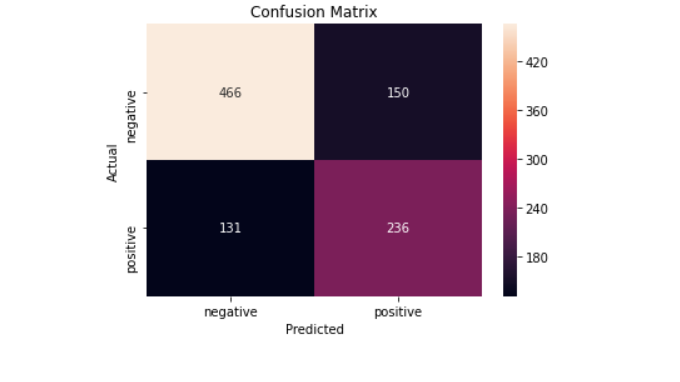 Confusion Matrix
Actual
negative
466
150
positive
131
236
negative
positive
Predicted
420
360
300
240
180